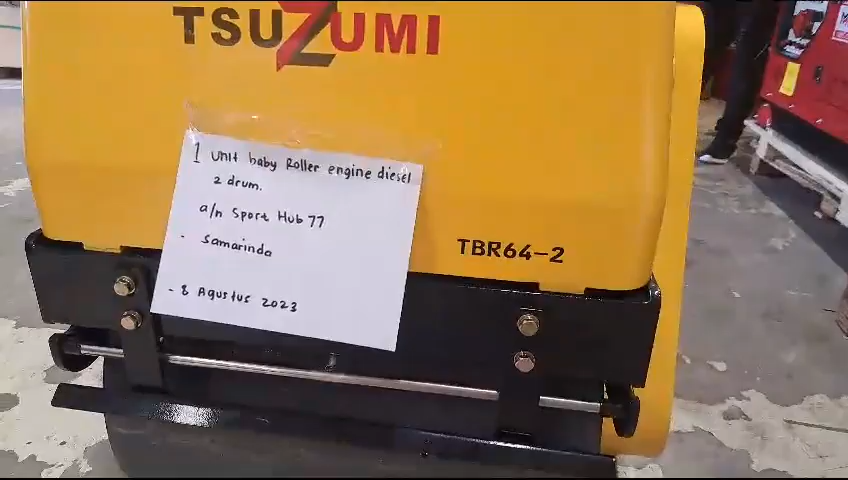 TSUZUMI
1 unit baby Roller engine diesel
2 drum.
a/n Sport Hub 77
- Samarinda
- 8 Agustus 2023
TBR64-2